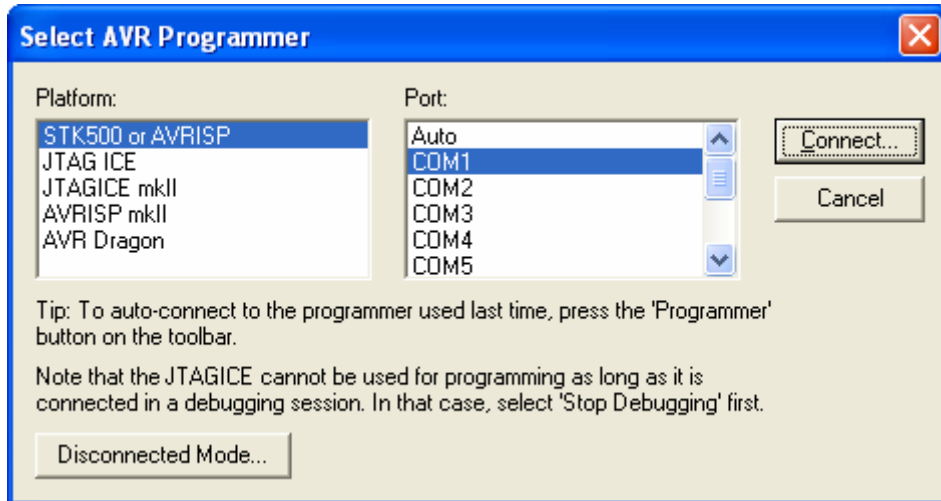 Select AVR Programmer
Platform:
Port:
STK500 or AVRISP
JTAG ICE
JTAGICE mkII
AVRISP mkII
AVR Dragon
Auto
COM1
COM2
COM3
COM4
COM5
Connect...
Cancel
Tip: To auto-connect to the programmer used last time, press the 'Programmer'
button on the toolbar.
Note that the JTAGICE cannot be used for programming as long as it is
connected in a debugging session. In that case, select 'Stop Debugging' first.
Disconnected Mode...